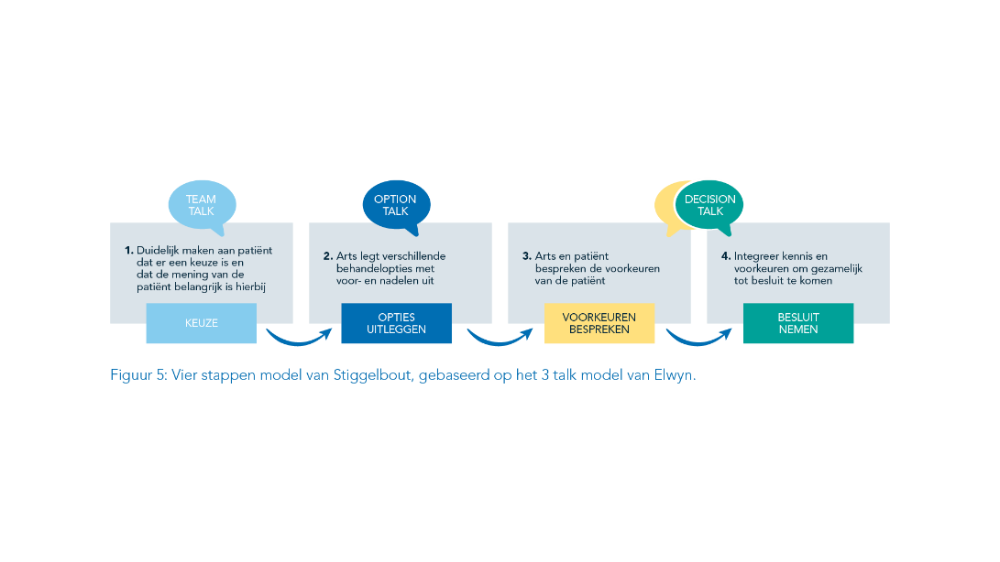 TEAM
TALK
1. Duidelijk maken aan patiënt
dat er een keuze is en
dat de mening van de
patiënt belangrijk is hierbij
KEUZE
OPTION
TALK
2. Arts legt verschillende
behandelopties met
voor- en nadelen uit
OPTIES
UITLEGGEN
DECISION
TALK
3. Arts en patiënt
bespreken de voorkeuren
van de patiënt
VOORKEUREN
BESPREKEN
4. Integreer kennis en
voorkeuren om gezamelijk
tot besluit te komen
BESLUIT
NEMEN
Figuur 5: Vier stappen model van Stiggelbout, gebaseerd op het 3 talk model van Elwyn.